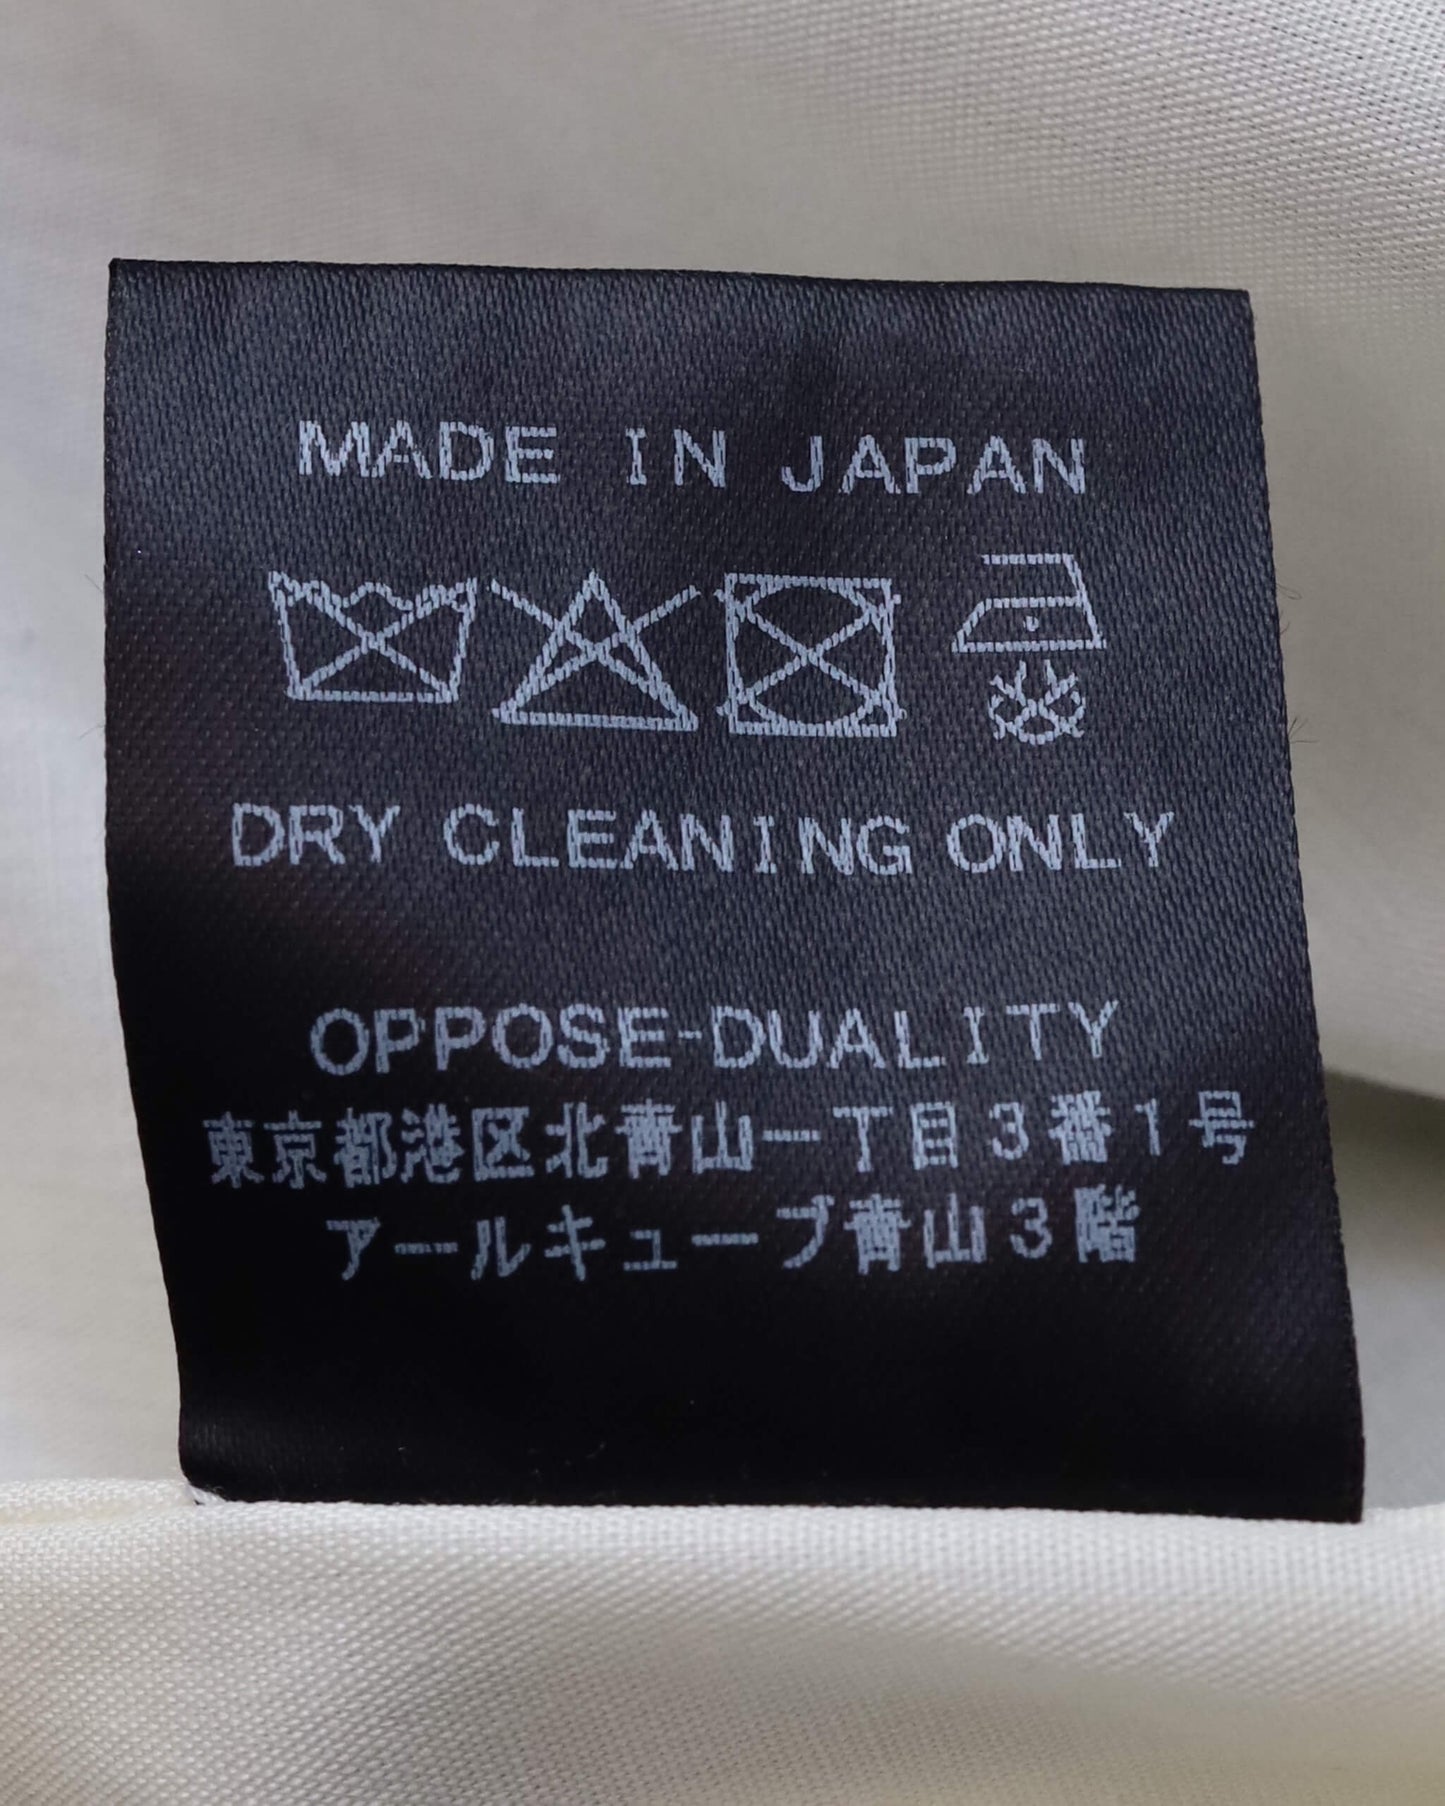 MADE IN JAPAN
DRY CLEANING ONLY
OPPOSE-DUALITY
東京都港区北青山一丁目3番1号
アールキューブ青山3階